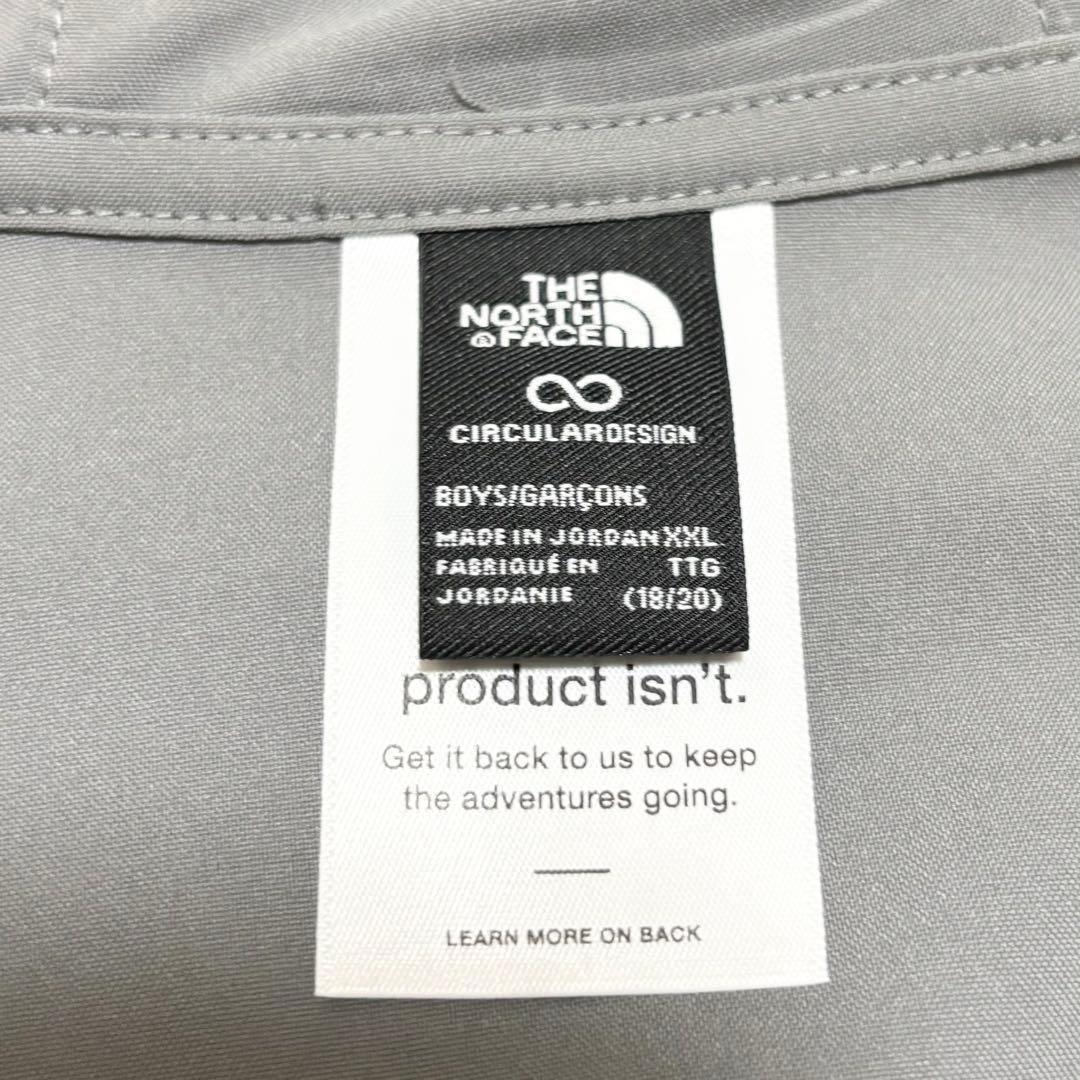 THE
NORTH
® FACE
CIRCULARDESIGN
BOYS/GARÇONS
MADE IN JORDAN XXL
FABRIQUÉ EN TTG
JORDANIE (18/20)
product isn't.
Get it back to us to keep
the adventures going.
LEARN MORE ON BACK